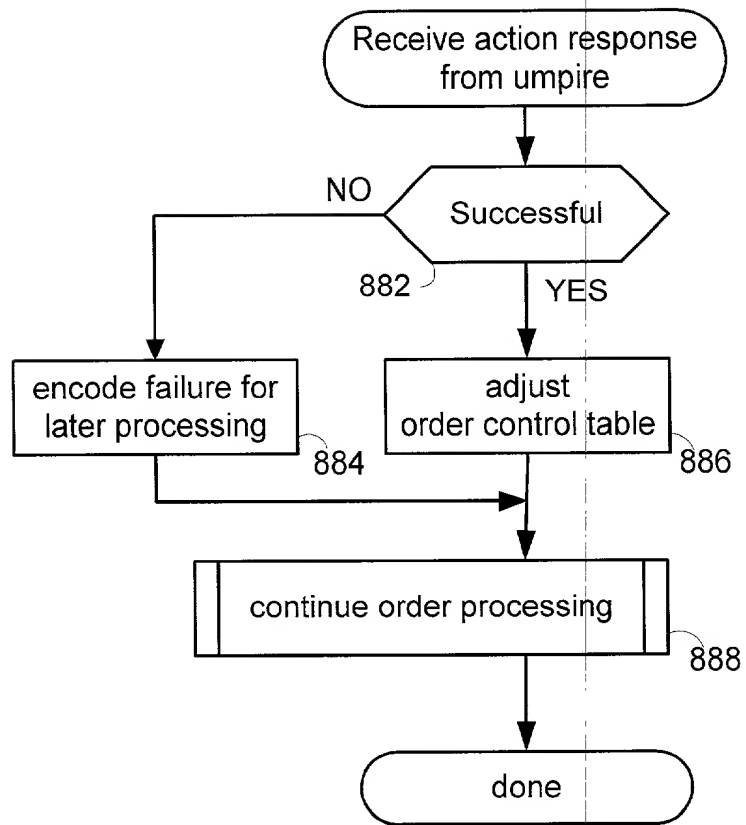 Receive action response
from umpire
NO
Successful
882
YES
encode failure for
later processing
884
adjust
order control table
886
continue order processing
888
done